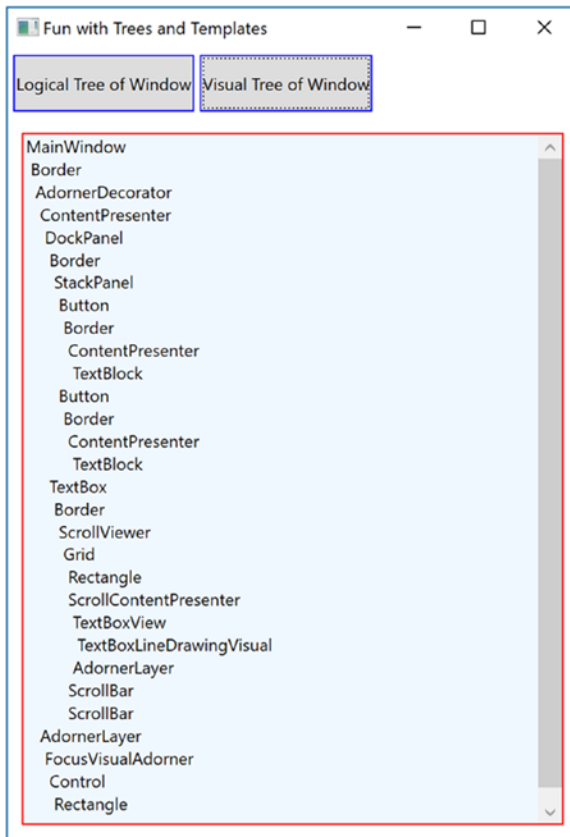 Fun with Trees and Templates
Logical Tree of Window Visual Tree of Window
MainWindow
Border
AdornerDecorator
ContentPresenter
DockPanel
Border
StackPanel
Button
Border
ContentPresenter
TextBlock
Button
Border
ContentPresenter
TextBlock
TextBox
Border
ScrollViewer
Grid
Rectangle
ScrollContentPresenter
TextBoxView
TextBoxLineDrawingVisual
AdornerLayer
ScrollBar
ScrollBar
AdornerLayer
FocusVisualAdorner
Control
Rectangle